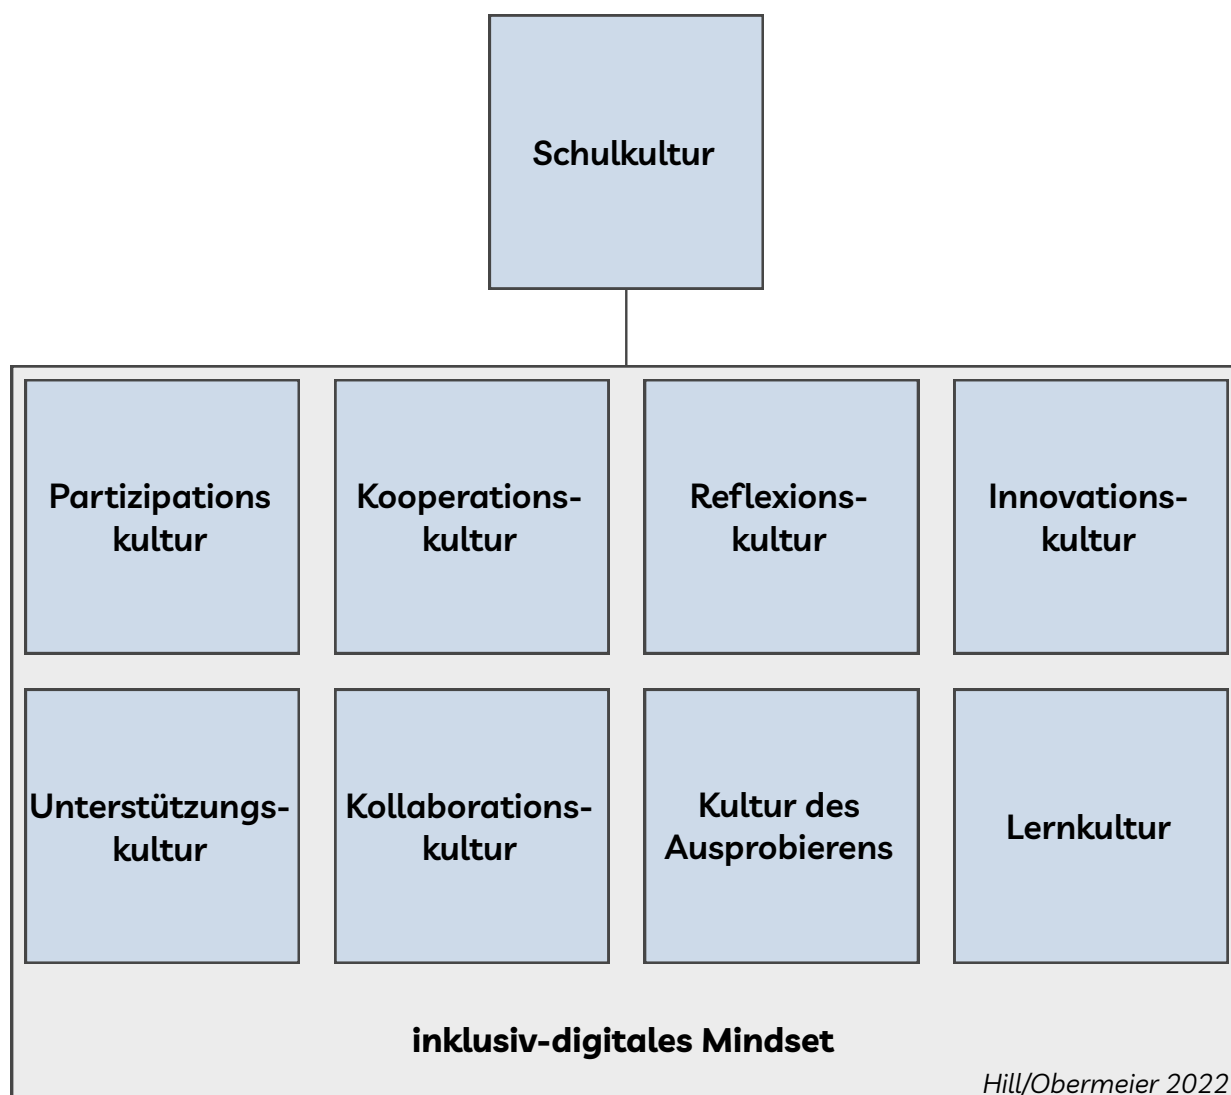 Schulkultur
Partizipations
kultur
Kooperations-
kultur
Reflexions-
kultur
Innovations-
kultur
Unterstützungs-
kultur
Kollaborations-
kultur
Kultur des
Ausprobierens
Lernkultur
inklusiv-digitales Mindset
Hill/Obermeier 2022